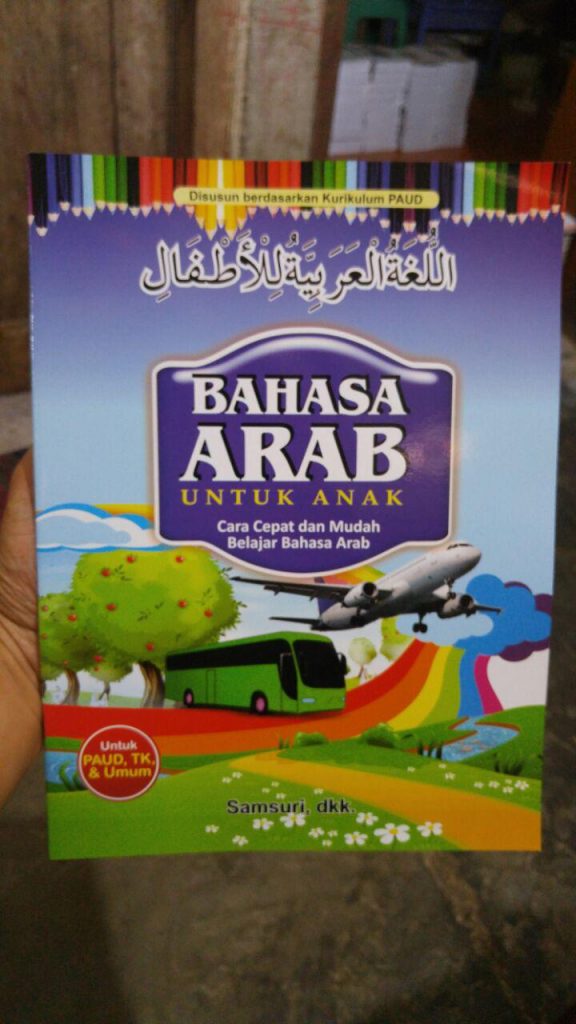 Disusun berdasarkan Kurikulum PAUD
اللُّغَةُ الْعَرَبِيَّةُ لِلْأَطْفَالِ
BAHASA
ARAB
UNTUK ANAK
Cara Cepat dan Mudah
Belajar Bahasa Arab
Untuk
PAUD, TK,
& Umum
Samsuri, dkk.